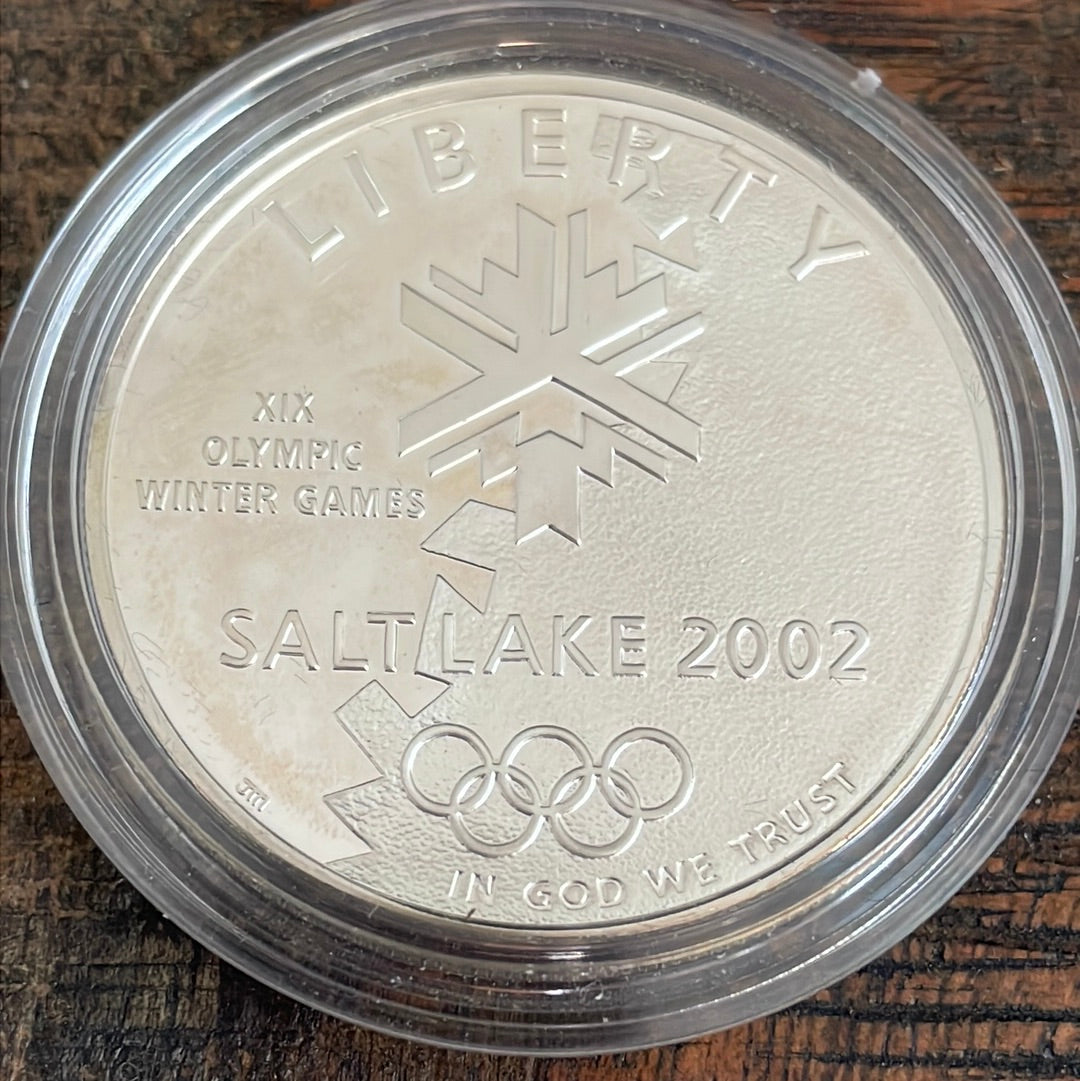 LIBERTY
XIX
OLYMPIC
WINTER GAMES
SALT LAKE 2002
IN GOD WE TRUST